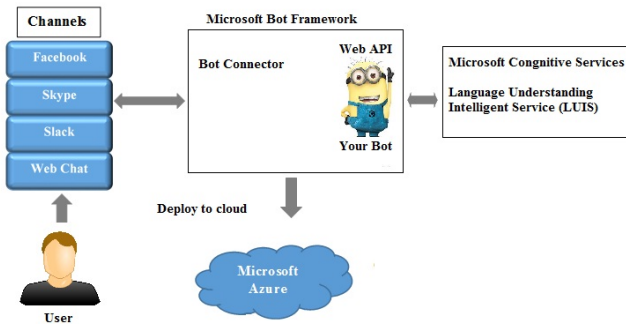 Channels
Facebook
Skype
Slack
Web Chat
User
Microsoft Bot Framework
Bot Connector
Web API
Your Bot
Deploy to cloud
Microsoft
Azure
Microsoft Congnitive Services
Language Understanding
Intelligent Service (LUIS)